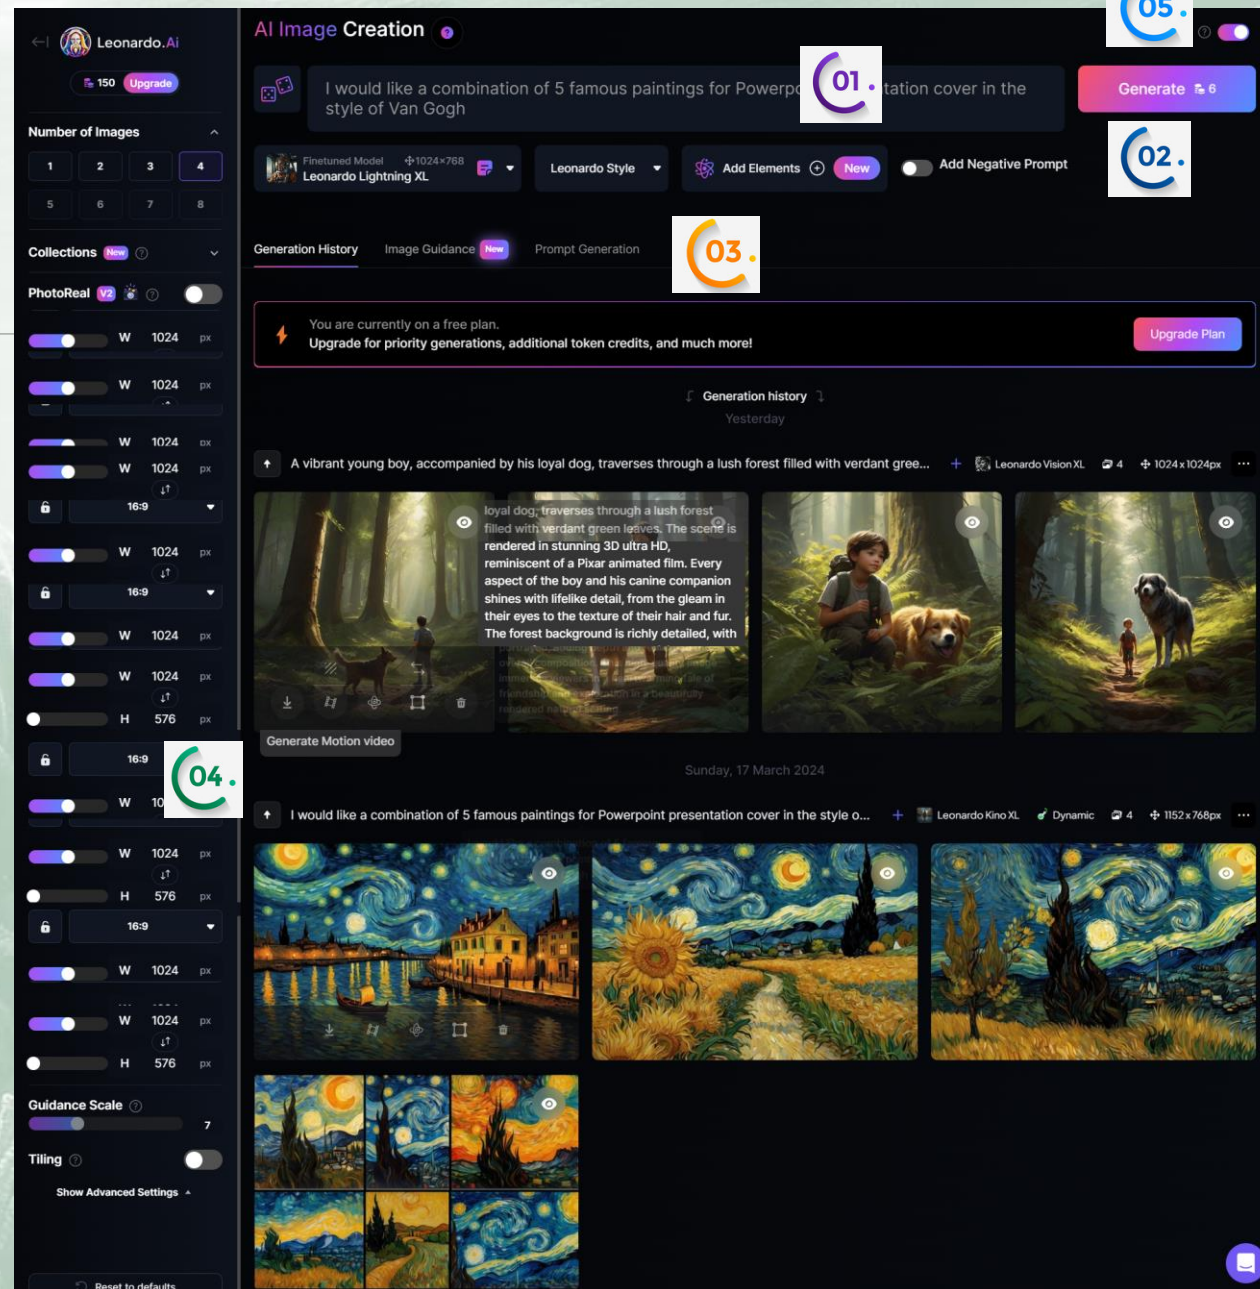 05.
AI Image Creation
Leonardo.Ai
150 Upgrade
I would like a combination of 5 famous paintings for Powerpo
01.
tation cover in the
style of Van Gogh
Generate 6
02.
Number of Images
1 2 3 4
5 6 7 8
Finetuned Model 1024×768
Leonardo Lightning XL
Leonardo Style
Add Elements New
Add Negative Prompt
Collections New
Generation History Image Guidance New Prompt Generation
03.
PhotoReal V2
You are currently on a free plan.
Upgrade for priority generations, additional token credits, and much more!
Upgrade Plan
W 1024 px
W 1024 px
W 1024 px
W 1024 px
16:9
W 1024 px
16:9
W 1024 px
W 1024 px
H 576 px
16:9
04.
W 10
W 1024 px
H 576 px
16:9
W 1024 px
W 1024 px
H 576 px
Guidance Scale
7
Tiling
Show Advanced Settings
Reset to defaults
Generation history
Yesterday
A vibrant young boy, accompanied by his loyal dog, traverses through a lush forest filled with verdant gree... Leonardo Vision XL 4 1024 x 1024px
loyal dog, traverses through a lush forest
filled with verdant green leaves. The scene is
rendered in stunning 3D ultra HD,
reminiscent of a Pixar animated film. Every
aspect of the boy and his canine companion
shines with lifelike detail, from the gleam in
their eyes to the texture of their hair and fur.
The forest background is richly detailed, with
Generate Motion video
Sunday, 17 March 2024
I would like a combination of 5 famous paintings for Powerpoint presentation cover in the style o... Leonardo Kino XL Dynamic 4 1152 x 768px